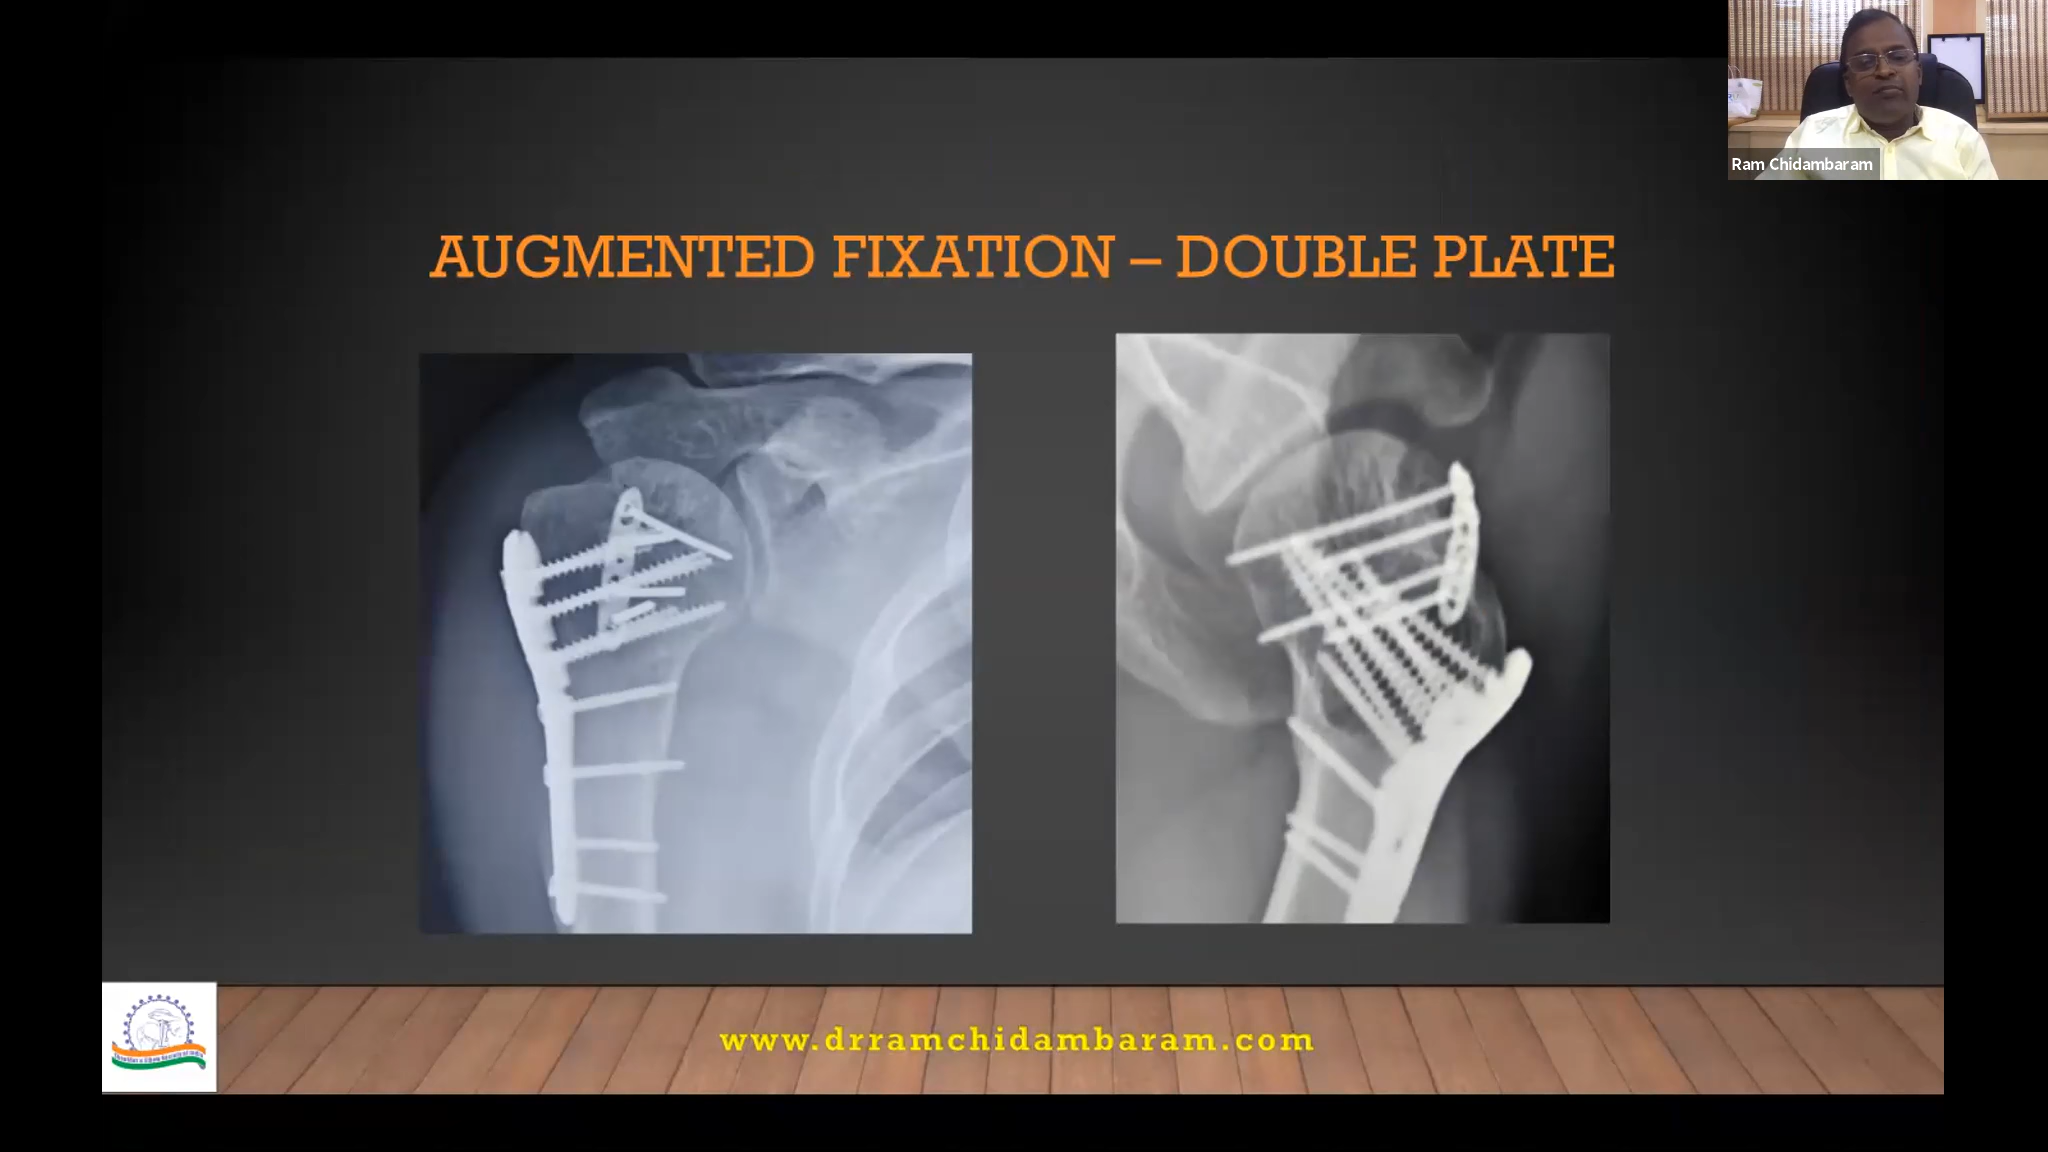 Ram Chidambaram
AUGMENTED FIXATION – DOUBLE PLATE
www.drramchidambaram.com